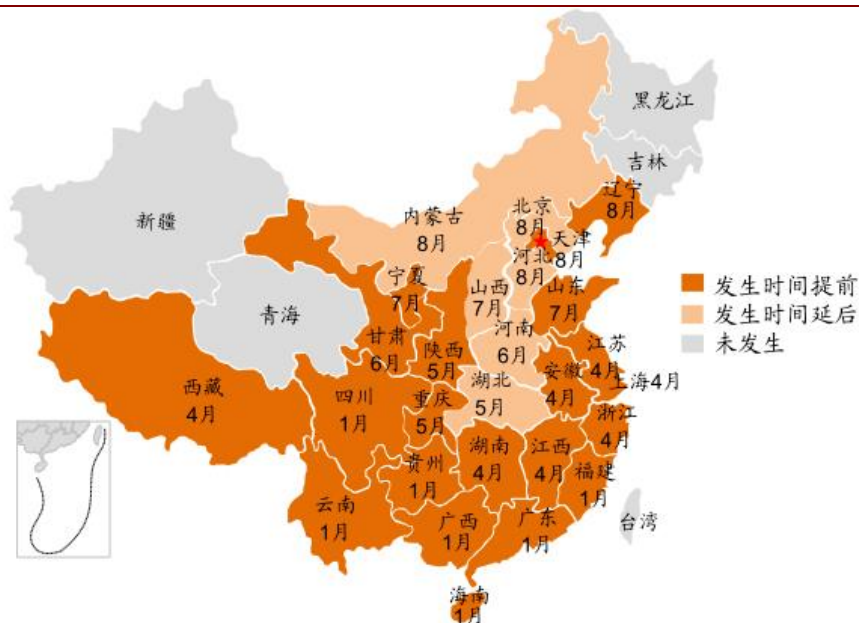 黑龙江
吉林
辽宁
8月
新疆
内蒙古
8月
北京
8月
天津
8月
河北
8月
宁夏
7月
山西
7月
山东
7月
青海
甘肃
6月
陕西
5月
河南
6月
江苏
4月
安徽
4月
上海4月
西藏
4月
四川
1月
重庆
5月
湖北
5月
浙江
4月
贵州
1月
湖南
4月
江西
4月
福建
1月
云南
1月
广西
1月
广东
1月
台湾
海南
1月
发生时间提前
发生时间延后
未发生